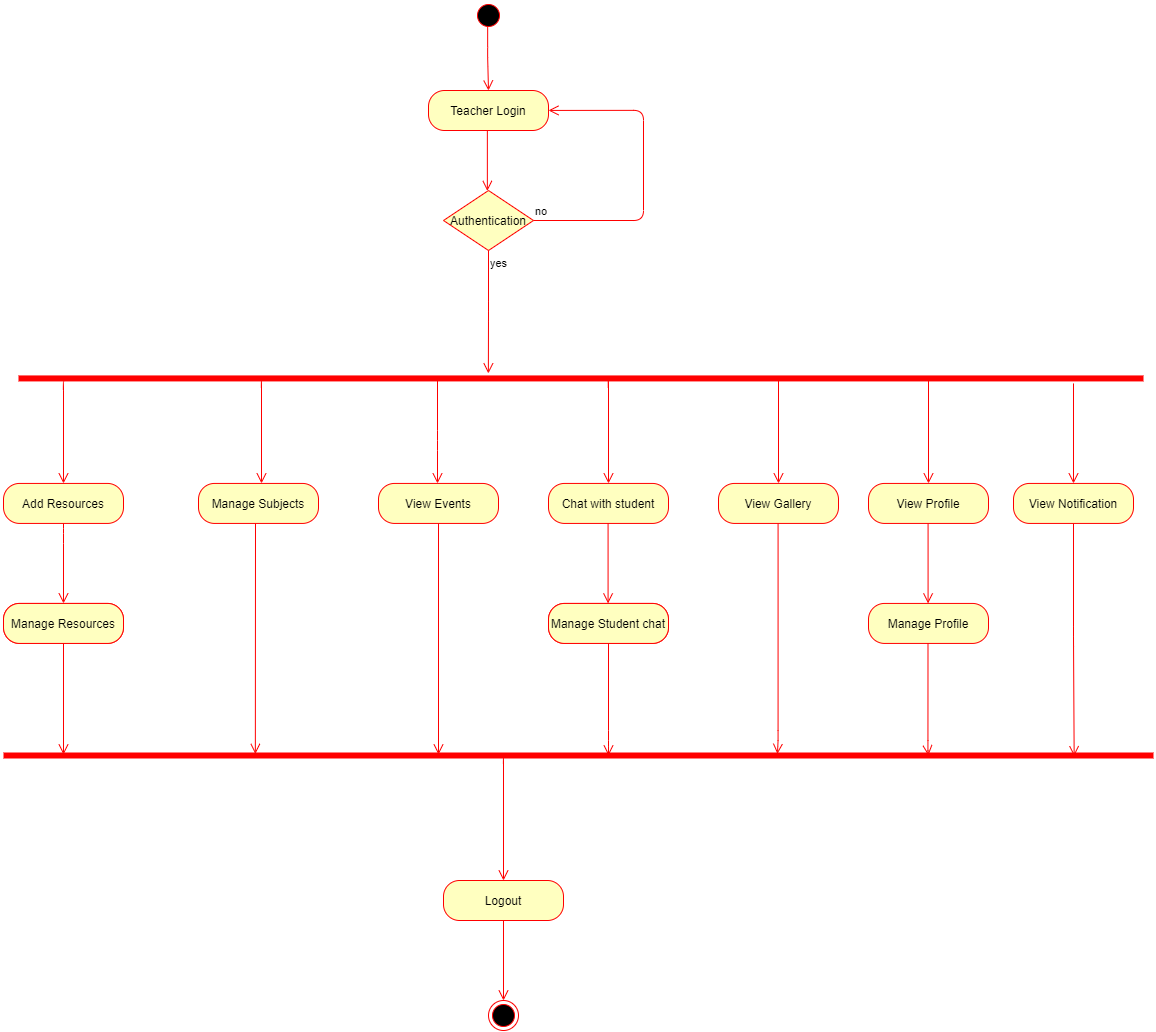 Teacher Login
no
Authentication
yes
Add Resources
Manage Subjects
View Events
Chat with student
View Gallery
View Profile
View Notification
Manage Resources
Manage Student chat
Manage Profile
Logout